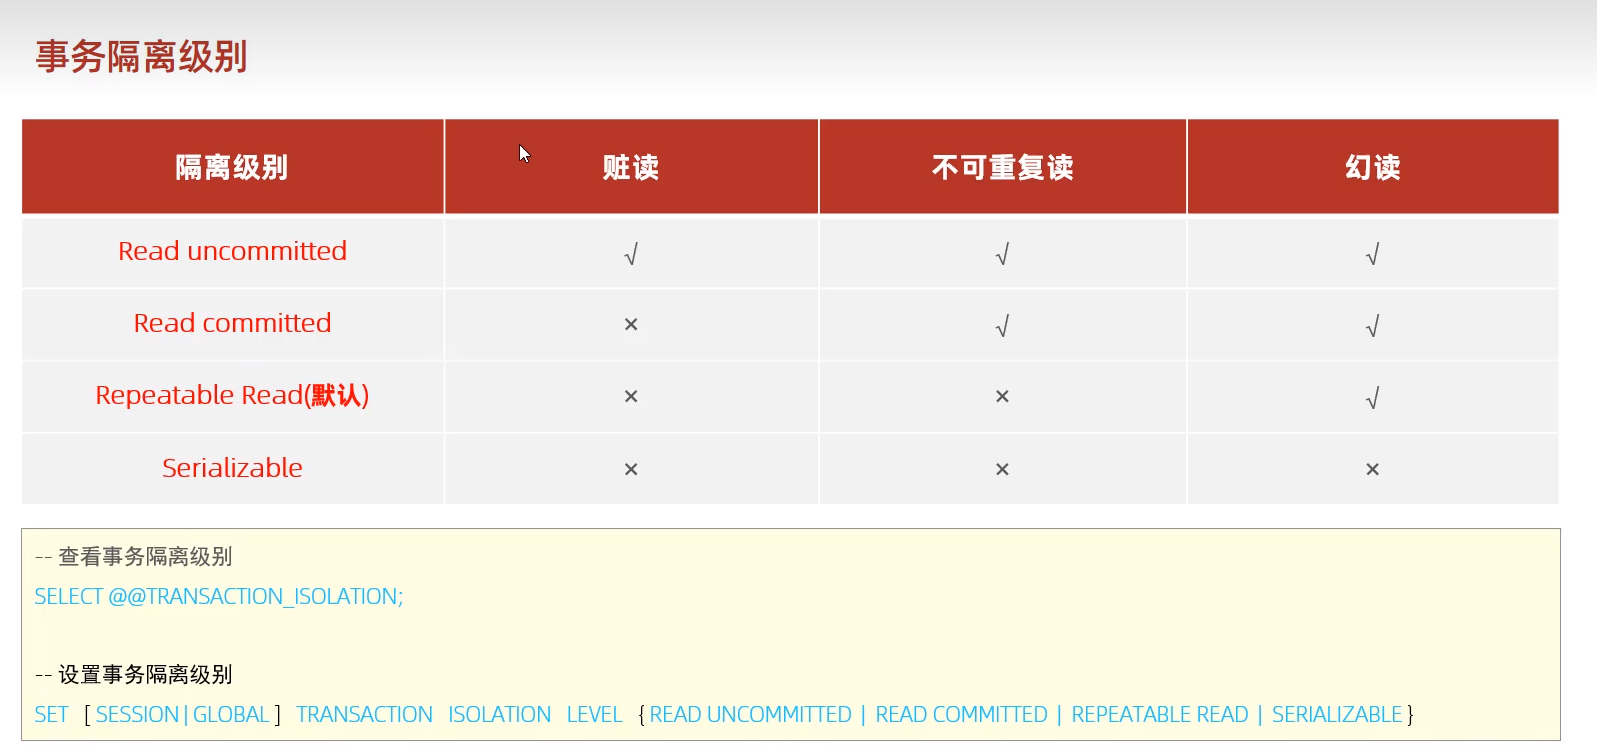 事务隔离级别
隔离级别 脏读 不可重复读 幻读
Read uncommitted √ √ √
Read committed × √ √
Repeatable Read(默认) × × √
Serializable × × ×
-- 查看事务隔离级别
SELECT @@TRANSACTION_ISOLATION;
-- 设置事务隔离级别
SET [ SESSION | GLOBAL ] TRANSACTION ISOLATION LEVEL { READ UNCOMMITTED | READ COMMITTED | REPEATABLE READ | SERIALIZABLE }